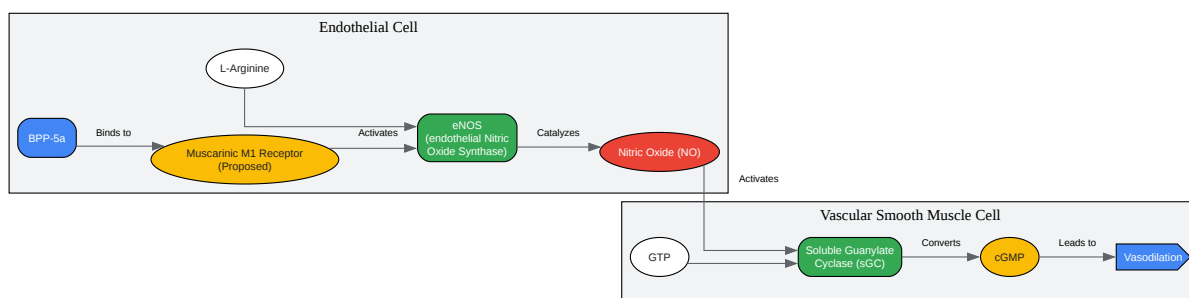 Endothelial Cell
L-Arginine
BPP-5a
Binds to
Muscarinic M1 Receptor
(Proposed)
Activates
eNOS
(endothelial Nitric
Oxide Synthase)
Catalyzes
Nitric Oxide (NO)
Activates
Vascular Smooth Muscle Cell
GTP
Soluble Guanylate
Cyclase (sGC)
Converts
cGMP
Leads to
Vasodilation